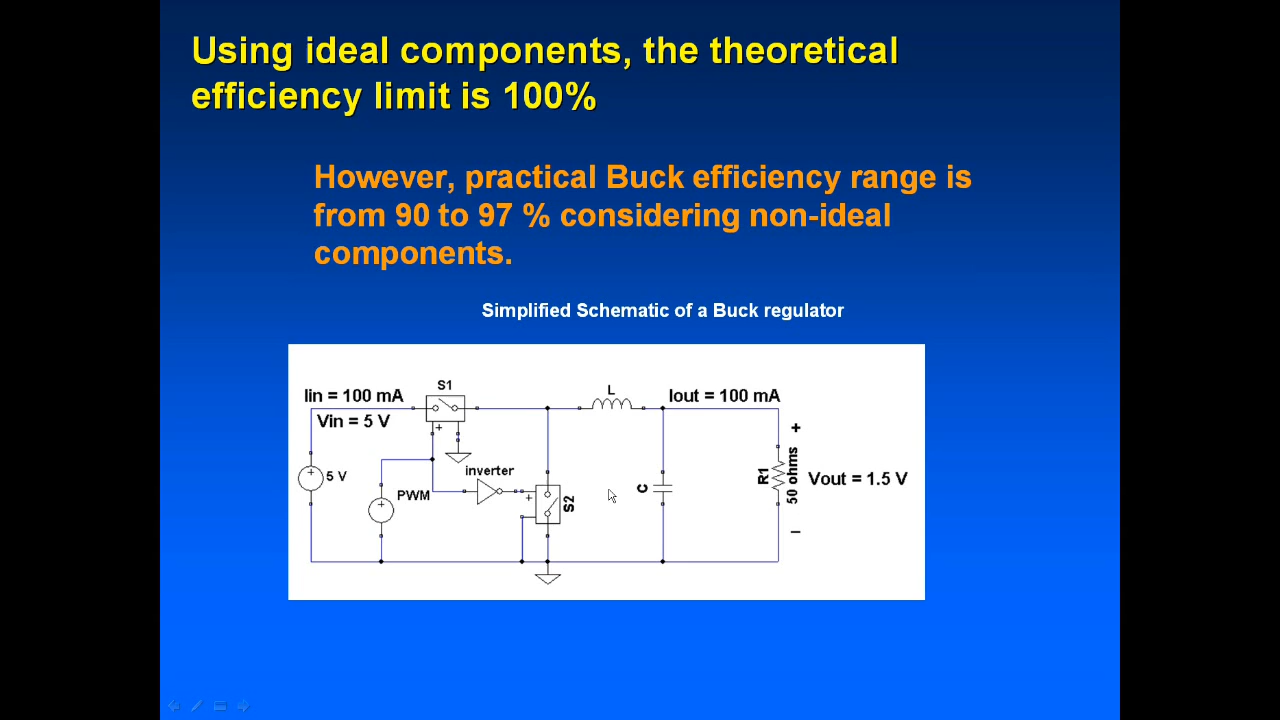 Using ideal components, the theoretical
efficiency limit is 100%
However, practical Buck efficiency range is
from 90 to 97 % considering non-ideal
components.
Simplified Schematic of a Buck regulator
S1
L
Iin = 100 mA
Iout = 100 mA
Vin = 5 V
+
+
inverter
+
5 V
PWM
+
+
S2
C
R1
50 ohms
Vout = 1.5 V
–